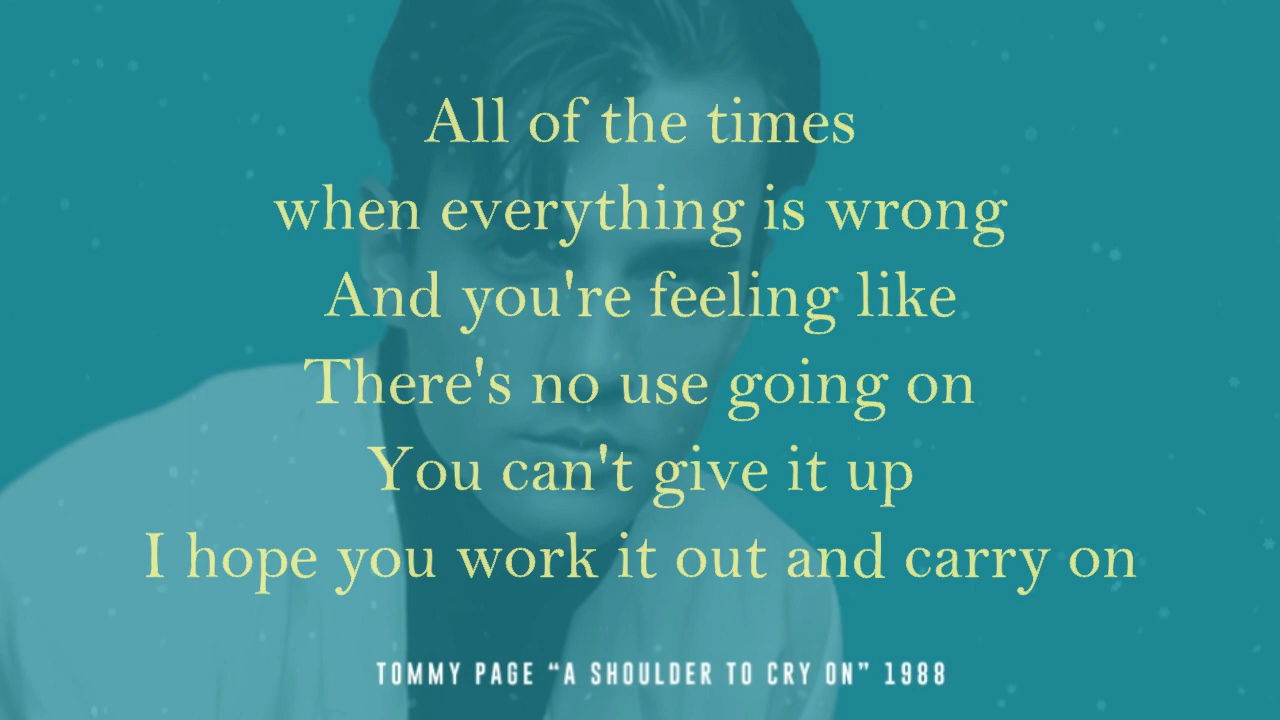 All of the times
when everything is wrong
And you're feeling like
There's no use going on
You can't give it up
I hope you work it out and carry on
TOMMY PAGE “A SHOULDER TO CRY ON” 1988